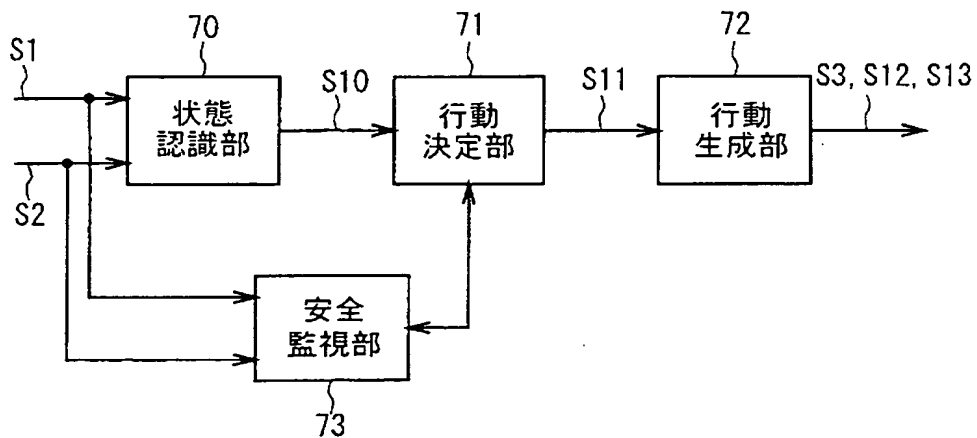 70
71
72
S1
S10
S11
S3, S12, S13
状態
認識部
行動
決定部
行動
生成部
S2
安全
監視部
73